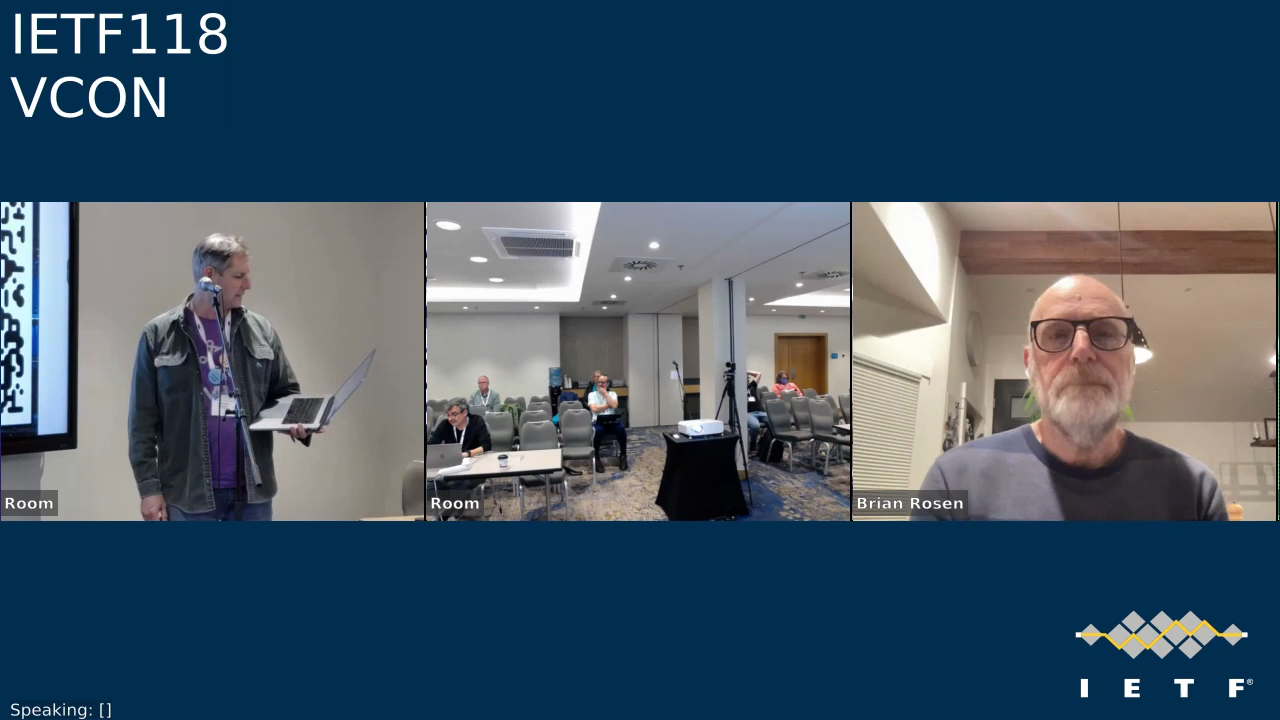 IETF118
VCON
Room
Room
Brian Rosen
I E T F®
Speaking: []